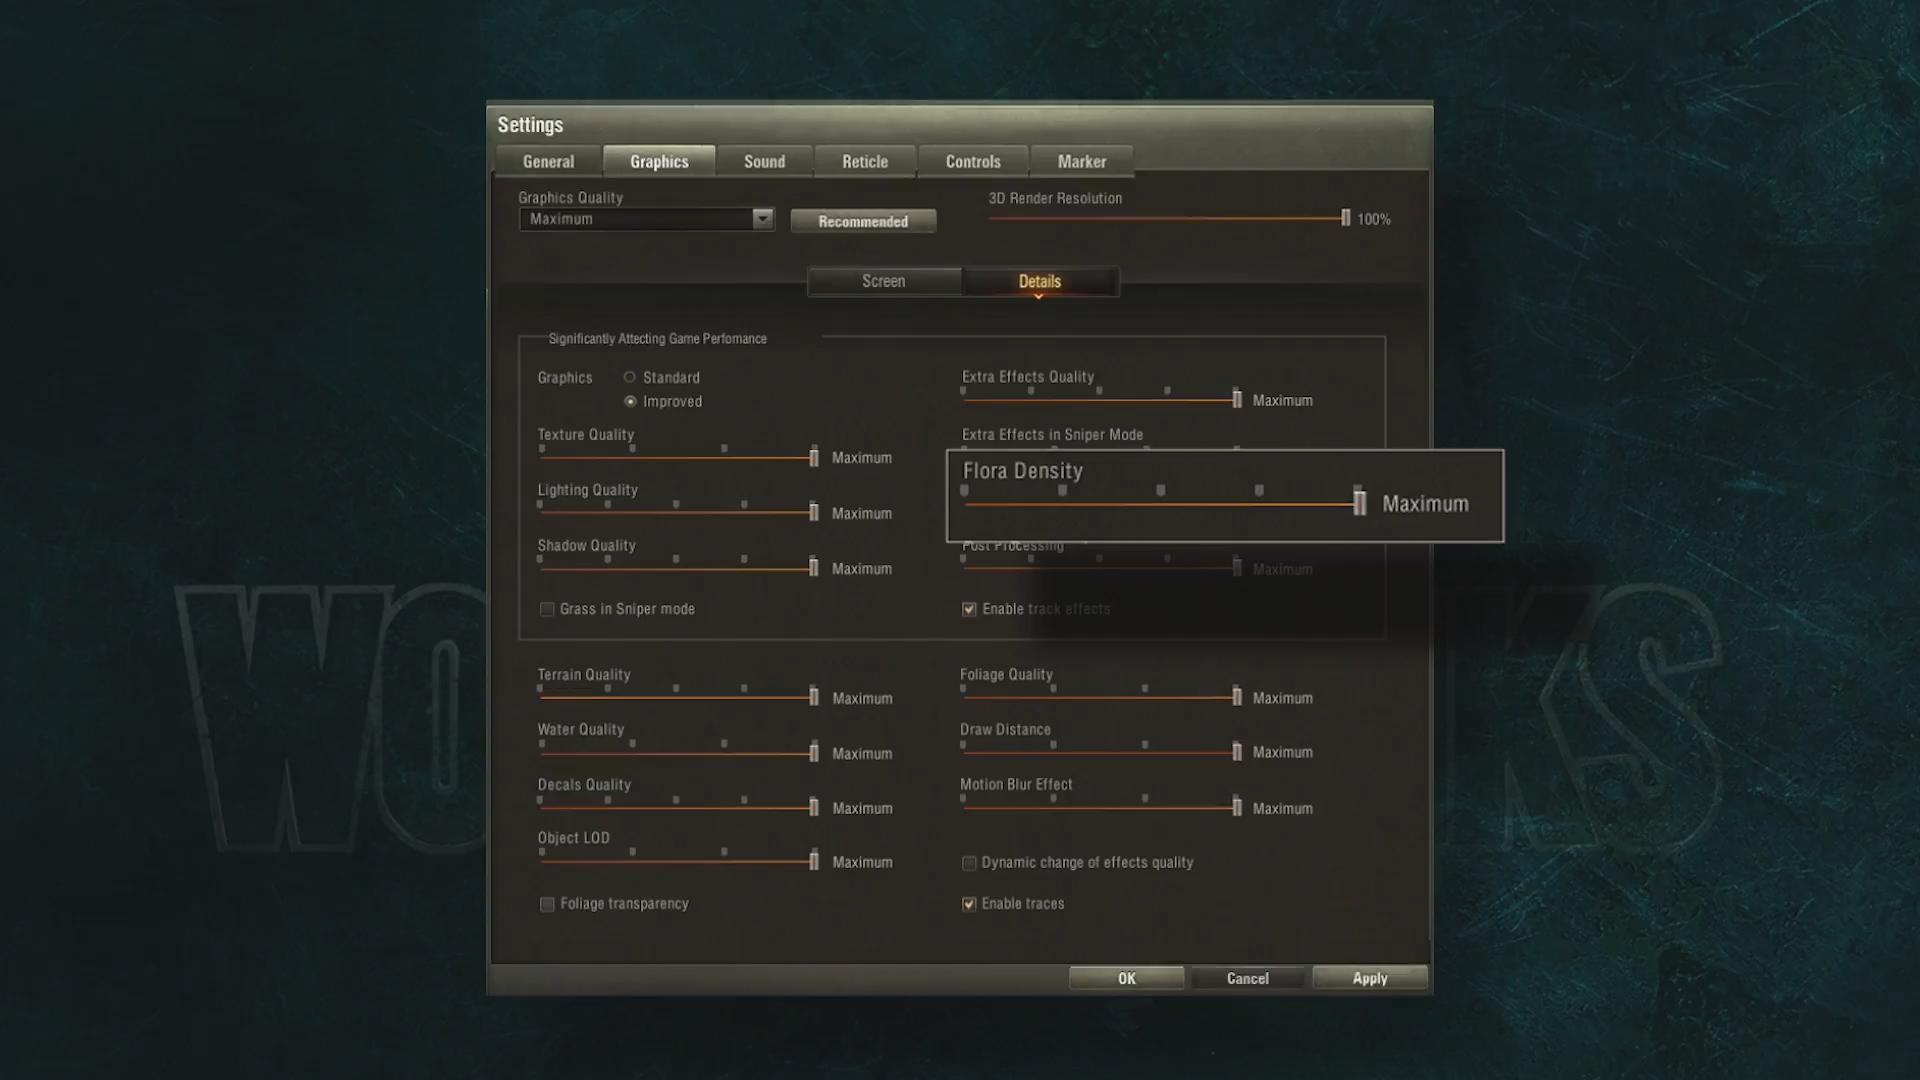 Settings
General Graphics Sound Reticle Controls Marker
Graphics Quality
Maximum
Recommended
3D Render Resolution
100%
Screen Details
Significantly Attecting Game Perfomance
Graphics Standard
Improved
Texture Quality
Maximum
Lighting Quality
Maximum
Shadow Quality
Maximum
Grass in Sniper mode
Extra Effects Quality
Maximum
Extra Effects in Sniper Mode
Flora Density
Maximum
Post Processing
Maximum
Enable track effects
Terrain Quality
Maximum
Water Quality
Maximum
Decals Quality
Maximum
Object LOD
Maximum
Foliage transparency
Foliage Quality
Maximum
Draw Distance
Maximum
Motion Blur Effect
Maximum
Dynamic change of effects quality
Enable traces
OK Cancel Apply